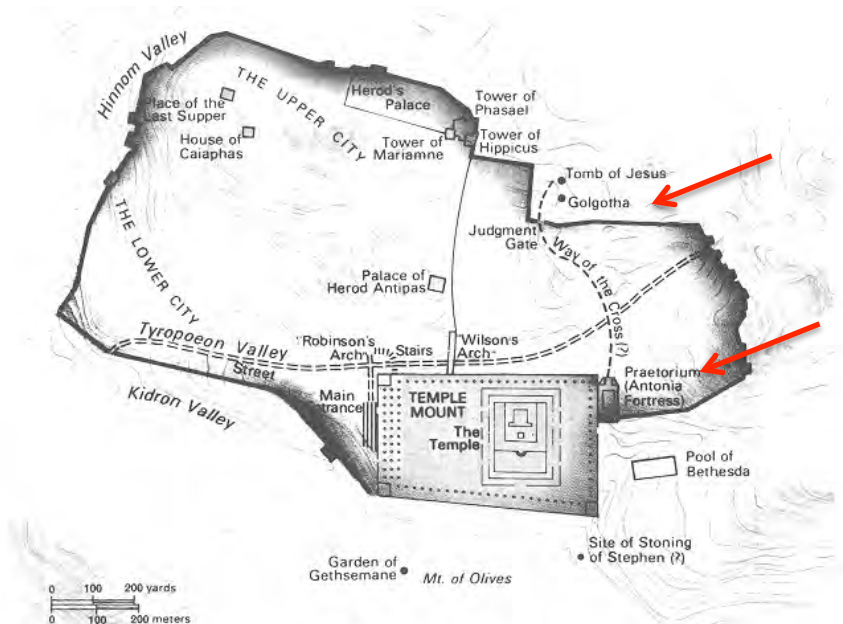 Hinnom Valley
THE UPPER CITY
Herod's
Palace
Tower of
Phasael
Place of the
Last Supper
House of
Caiaphas
Tower of
Mariamne
Tower of
Hippicus
Tomb of Jesus
Golgotha
THE LOWER CITY
Judgment
Gate
Way of the Cross (?)
Palace of
Herod Antipas
Tyropoeon Valley
Street
Robinson's
Arch
Stairs
Wilson's
Arch
Praetorium
(Antonia
Fortress)
Kidron Valley
Main
Entrance
TEMPLE
MOUNT
The
Temple
Pool of
Bethesda
Site of Stoning
of Stephen (?)
Garden of
Gethsemane
Mt. of Olives
0 100 200 yards
0 100 200 meters